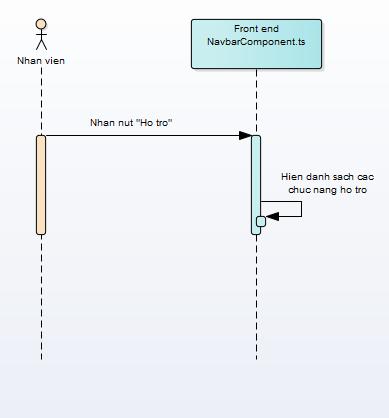 Front end
NavbarComponent.ts
Nhan vien
Nhan nut "Ho tro"
Hien danh sach cac
chuc nang ho tro